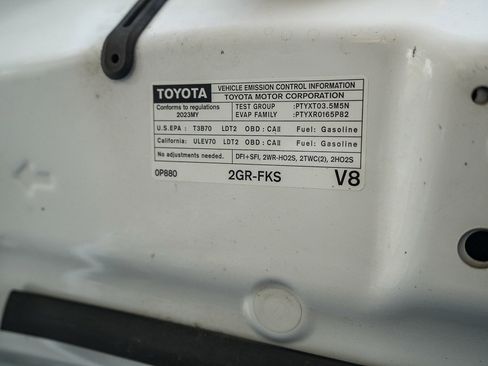 TOYOTA
VEHICLE EMISSION CONTROL INFORMATION
TOYOTA MOTOR CORPORATION
Conforms to regulations
2023MY
TEST GROUP :PTYXT03.5M5N
EVAP FAMILY :PTYXR0165P82
U.S.EPA : T3B70 LDT2 OBD : CAII Fuel: Gasoline
California: ULEV70 LDT2 OBD : CAII Fuel: Gasoline
No adjustments needed. DFI+SFI, 2WR-HO2S, 2TWC(2), 2HO2S
0P880 2GR-FKS V8